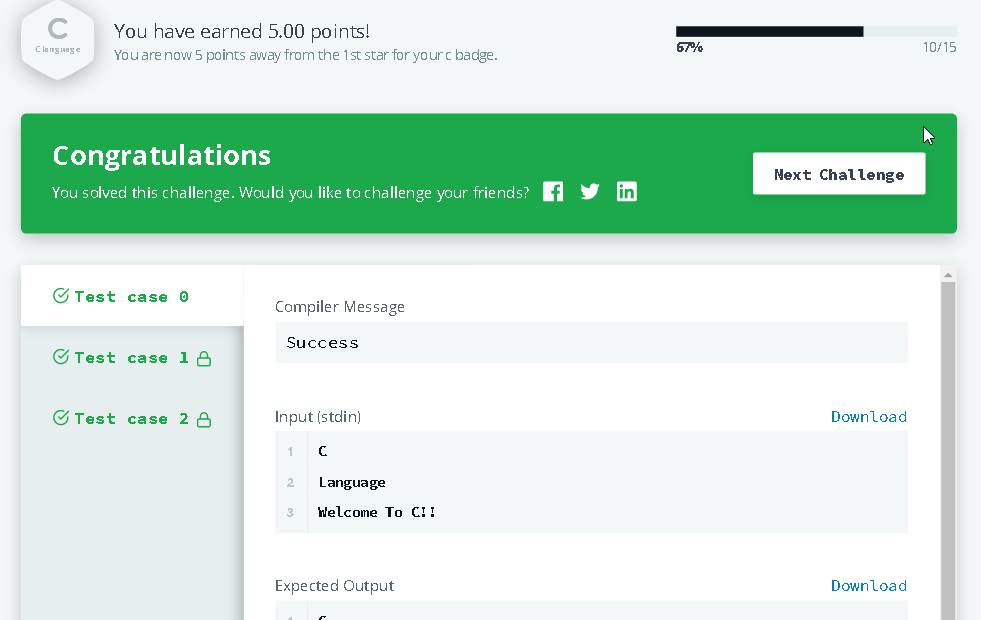 C
C language
You have earned 5.00 points!
You are now 5 points away from the 1st star for your c badge.
67%
10/15
Congratulations
You solved this challenge. Would you like to challenge your friends?
Next Challenge
Test case 0
Test case 1
Test case 2
Compiler Message
Success
Input (stdin)
Download
1 C
2 Language
3 Welcome To C!!
Expected Output
Download
1 C